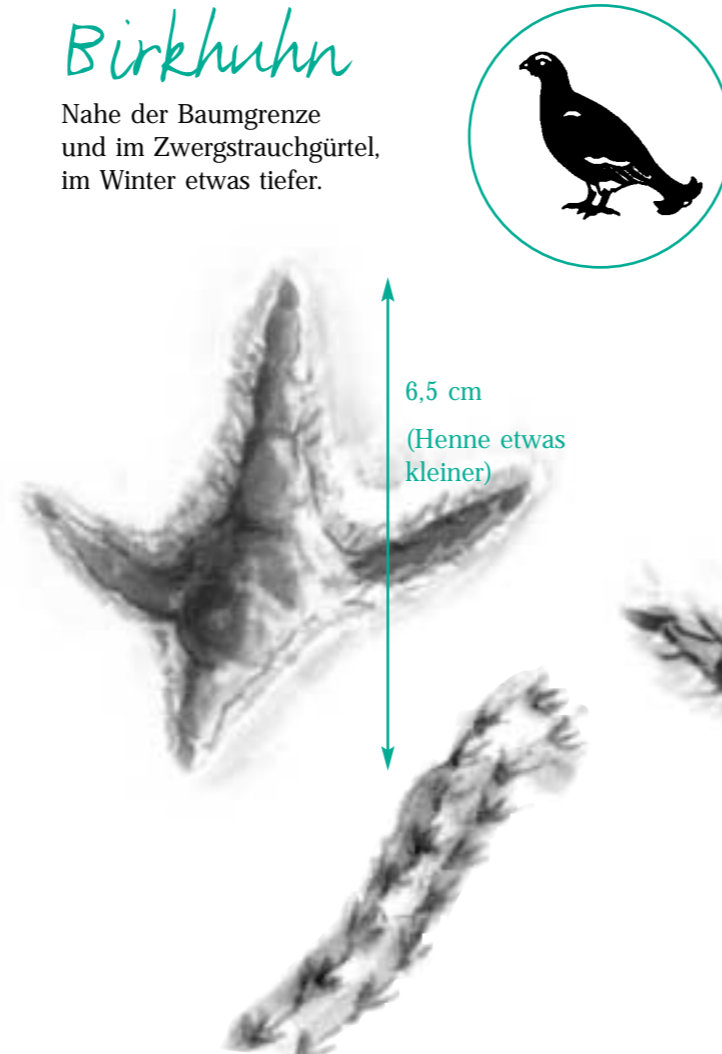 Birkhuhn
Nahe der Baumgrenze
und im Zwergstrauchgürtel,
im Winter etwas tiefer.
6,5 cm
(Henne etwas
kleiner)